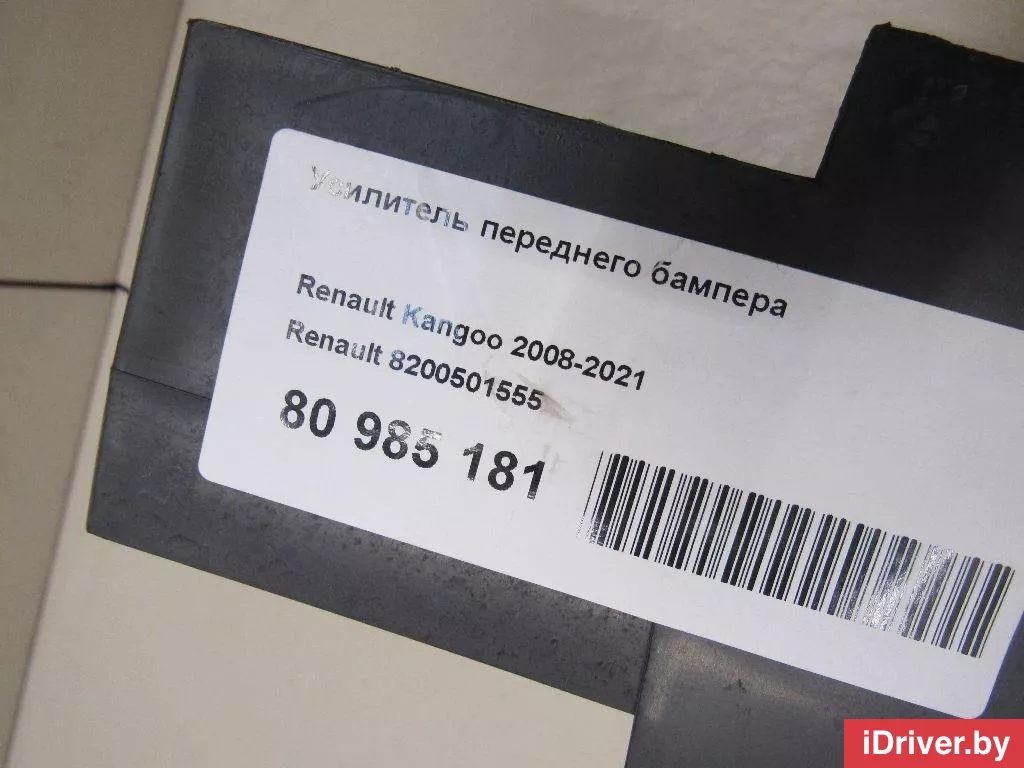 Усилитель переднего бампера
Renault Kangoo 2008-2021
Renault 8200501555
80 985 181
iDriver.by